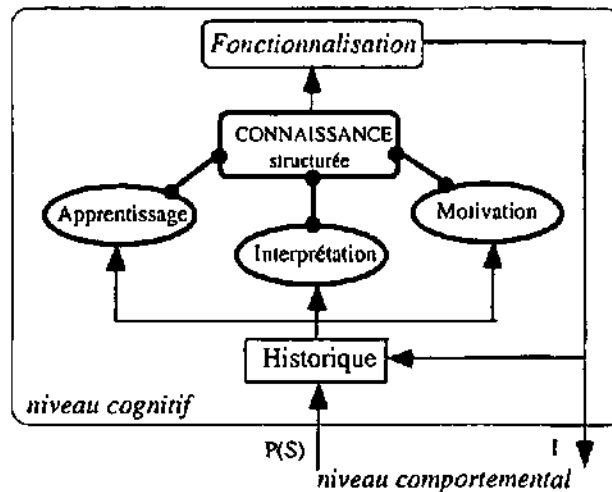 Fonctionnalisation
CONNAISSANCE
structurée
Apprentissage
Motivation
Interprétation
Historique
niveau cognitif
P(S)
I
niveau comportemental